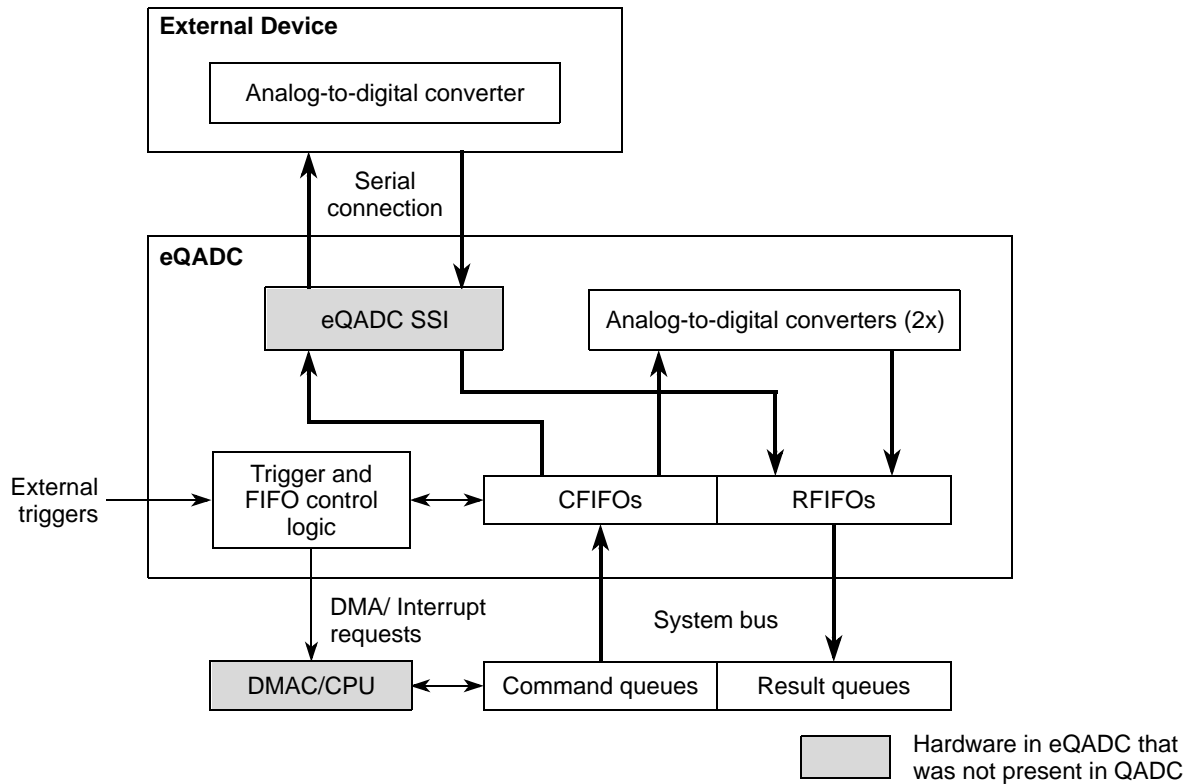 External Device
Analog-to-digital converter
Serial
connection
eQADC
eQADC SSI
Analog-to-digital converters (2x)
External
triggers
Trigger and
FIFO control
logic
CFIFOs
RFIFOs
DMA/ Interrupt
requests
System bus
DMAC/CPU
Command queues
Result queues
Hardware in eQADC that
was not present in QADC